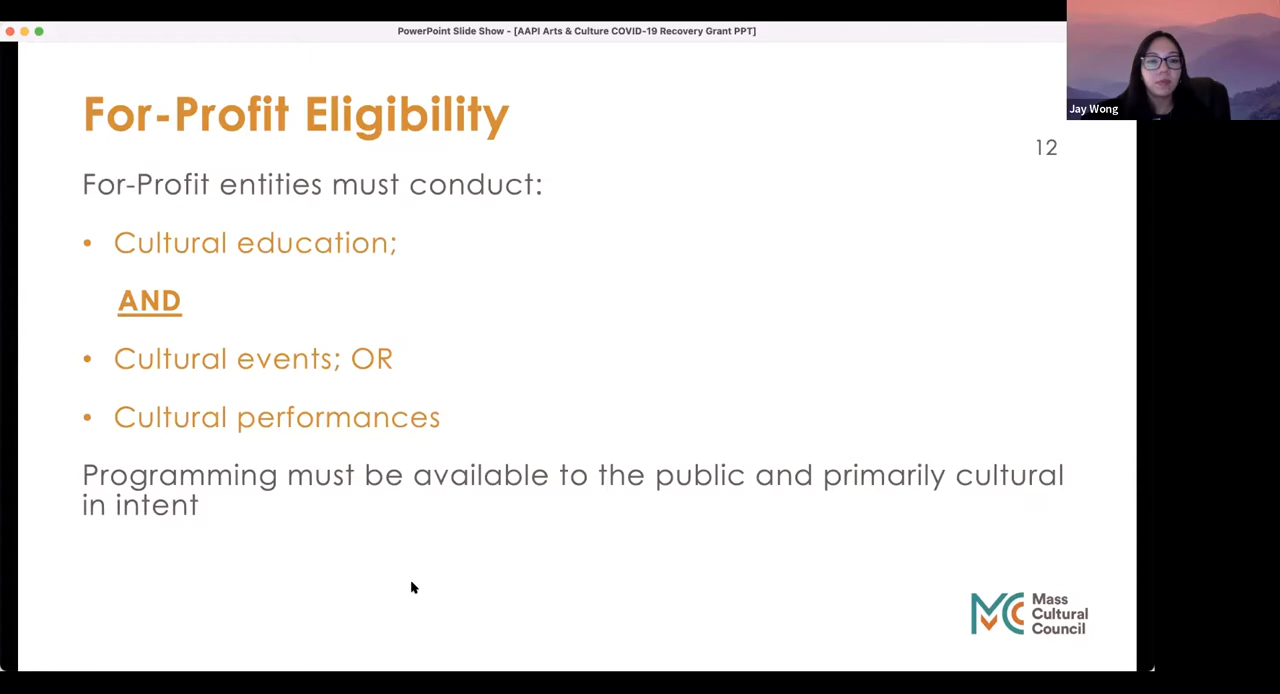 PowerPoint Slide Show - [AAPI Arts & Culture COVID-19 Recovery Grant PPT]
Jay Wong
For-Profit Eligibility
12
For-Profit entities must conduct:
• Cultural education;
AND
• Cultural events; OR
• Cultural performances
Programming must be available to the public and primarily cultural
in intent
MCC
Mass
Cultural
Council